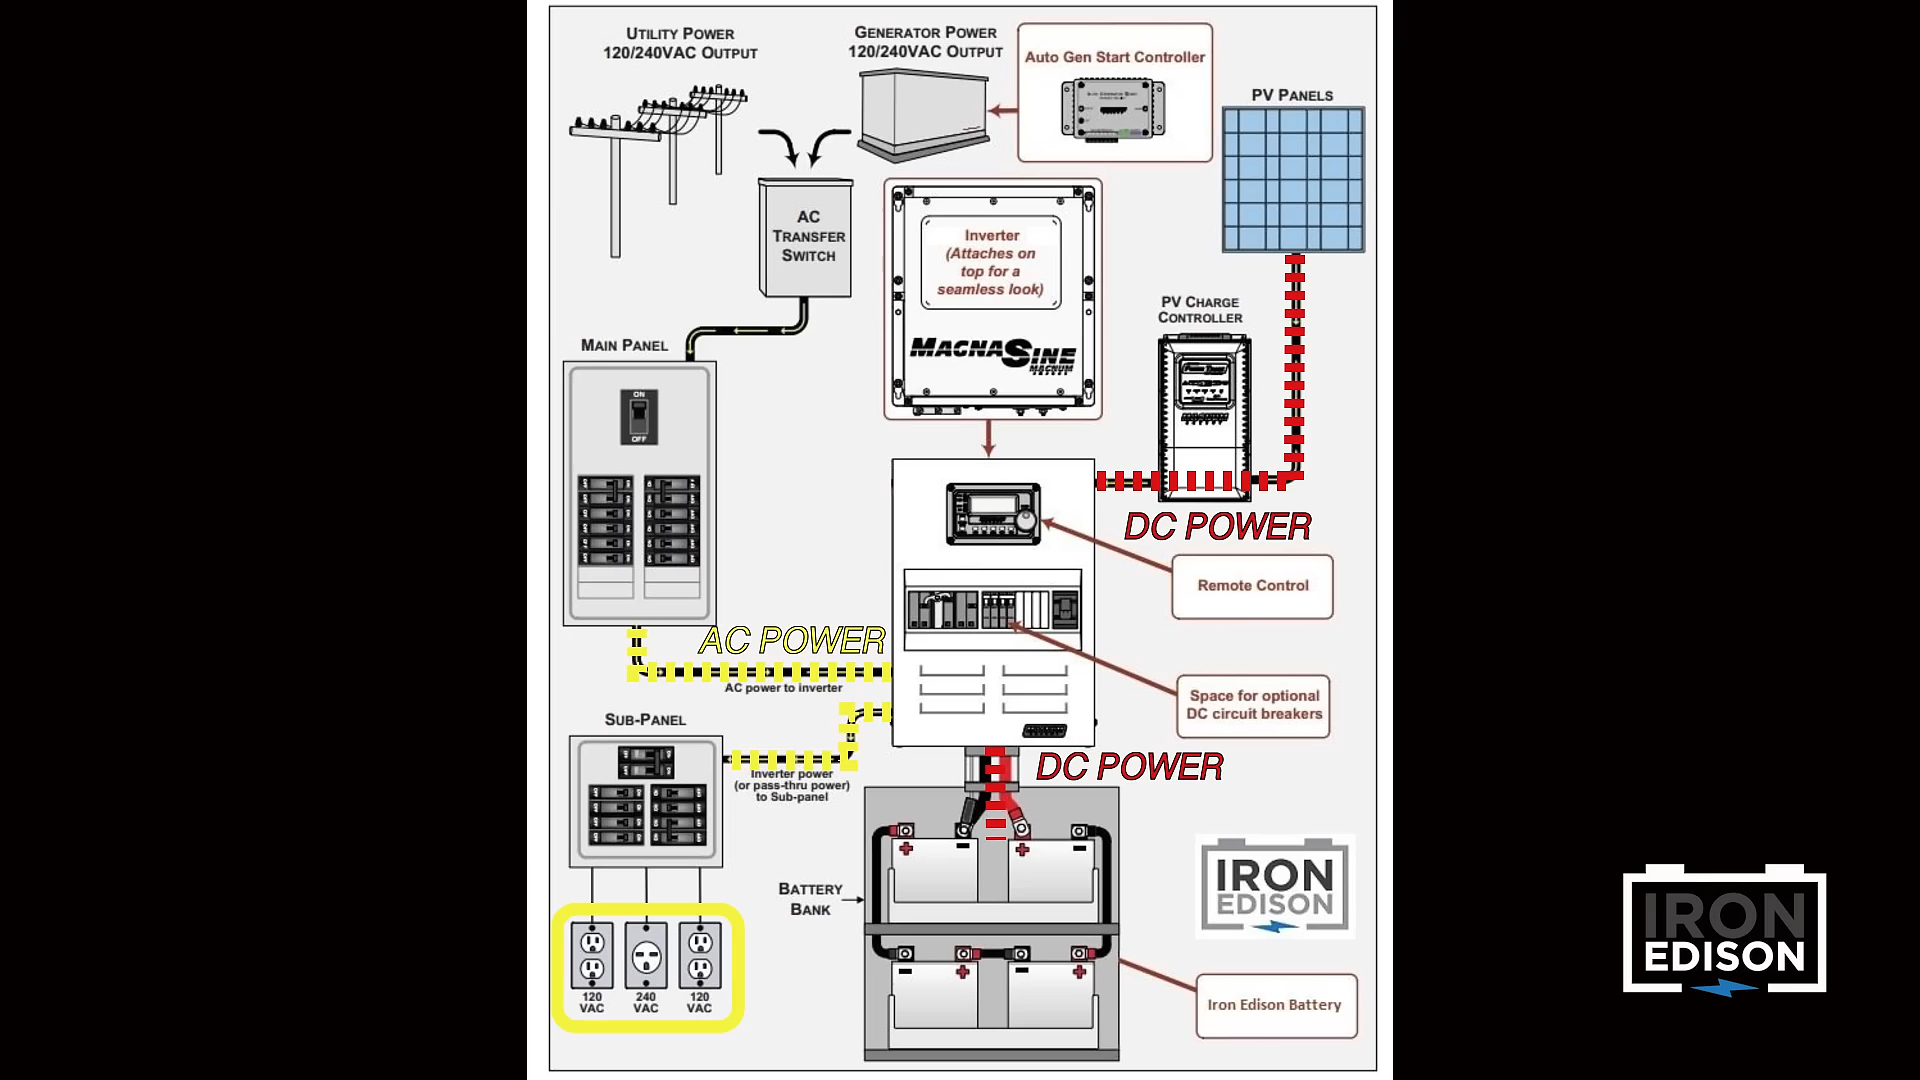 UTILITY POWER
120/240VAC OUTPUT
GENERATOR POWER
120/240VAC OUTPUT
Auto Gen Start Controller
PV PANELS
AC
TRANSFER
SWITCH
Inverter
(Attaches on
top for a
seamless look)
MAGNASINE
MAGNUM
PV CHARGE
CONTROLLER
MAIN PANEL
ON
OFF
DC POWER
Remote Control
AC POWER
AC power to inverter
Space for optional
DC circuit breakers
SUB-PANEL
Inverter power
(or pass-thru power)
to Sub-panel
DC POWER
BATTERY
BANK
IRON
EDISON
IRON
EDISON
120
VAC
240
VAC
120
VAC
Iron Edison Battery